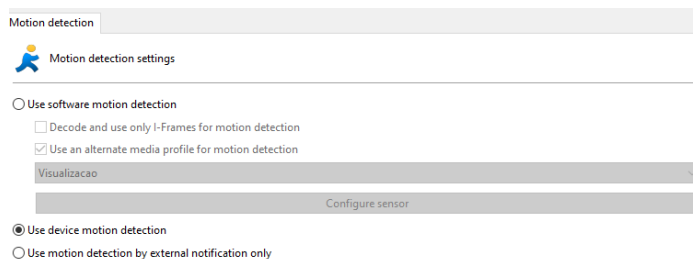 Motion detection
Motion detection settings
Use software motion detection
Decode and use only I-Frames for motion detection
Use an alternate media profile for motion detection
Visualizacao
Configure sensor
Use device motion detection
Use motion detection by external notification only